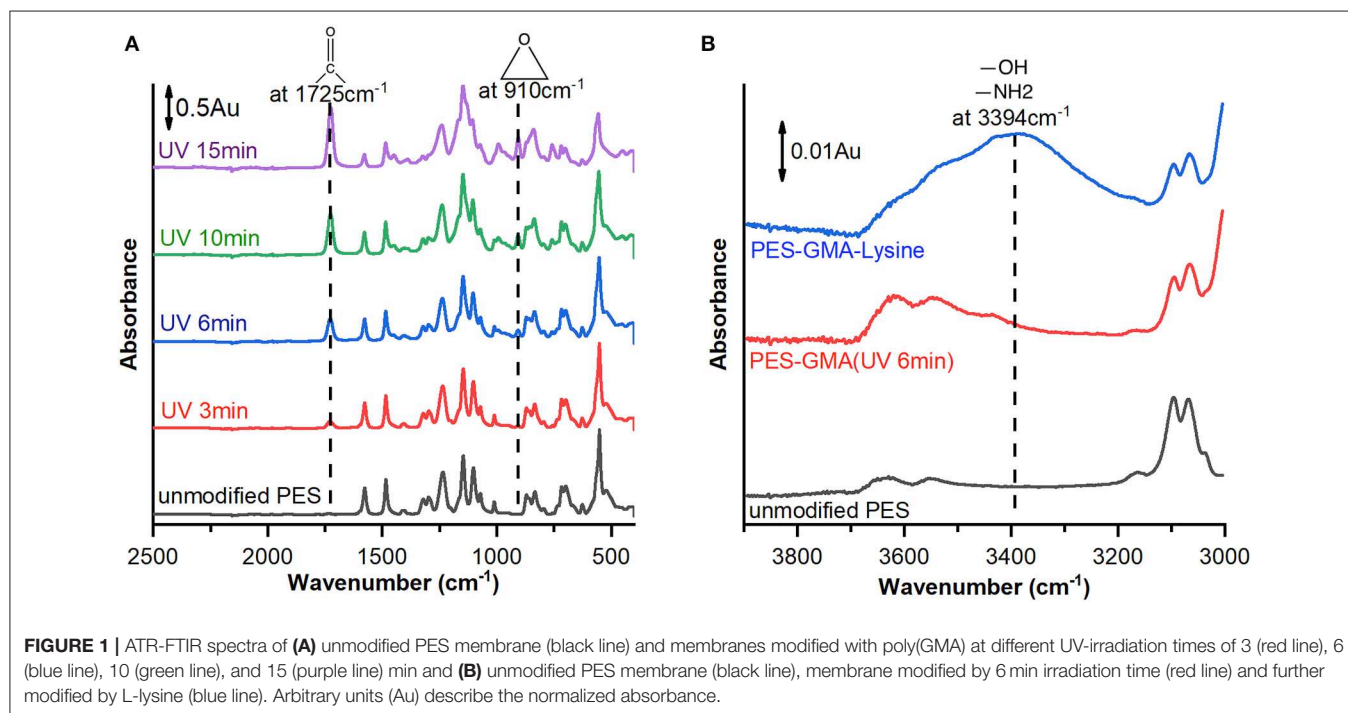 A
O
C
at 1725cm⁻¹
O
at 910cm⁻¹
0.5Au
UV 15min
UV 10min
UV 6min
UV 3min
unmodified PES
Absorbance
2500 2000 1500 1000 500
Wavenumber (cm⁻¹)
B
—OH
—NH2
at 3394cm⁻¹
0.01Au
PES-GMA-Lysine
PES-GMA(UV 6min)
unmodified PES
Absorbance
3800 3600 3400 3200 3000
Wavenumber (cm⁻¹)
FIGURE 1 | ATR-FTIR spectra of (A) unmodified PES membrane (black line) and membranes modified with poly(GMA) at different UV-irradiation times of 3 (red line), 6
(blue line), 10 (green line), and 15 (purple line) min and (B) unmodified PES membrane (black line), membrane modified by 6 min irradiation time (red line) and further
modified by L-lysine (blue line). Arbitrary units (Au) describe the normalized absorbance.